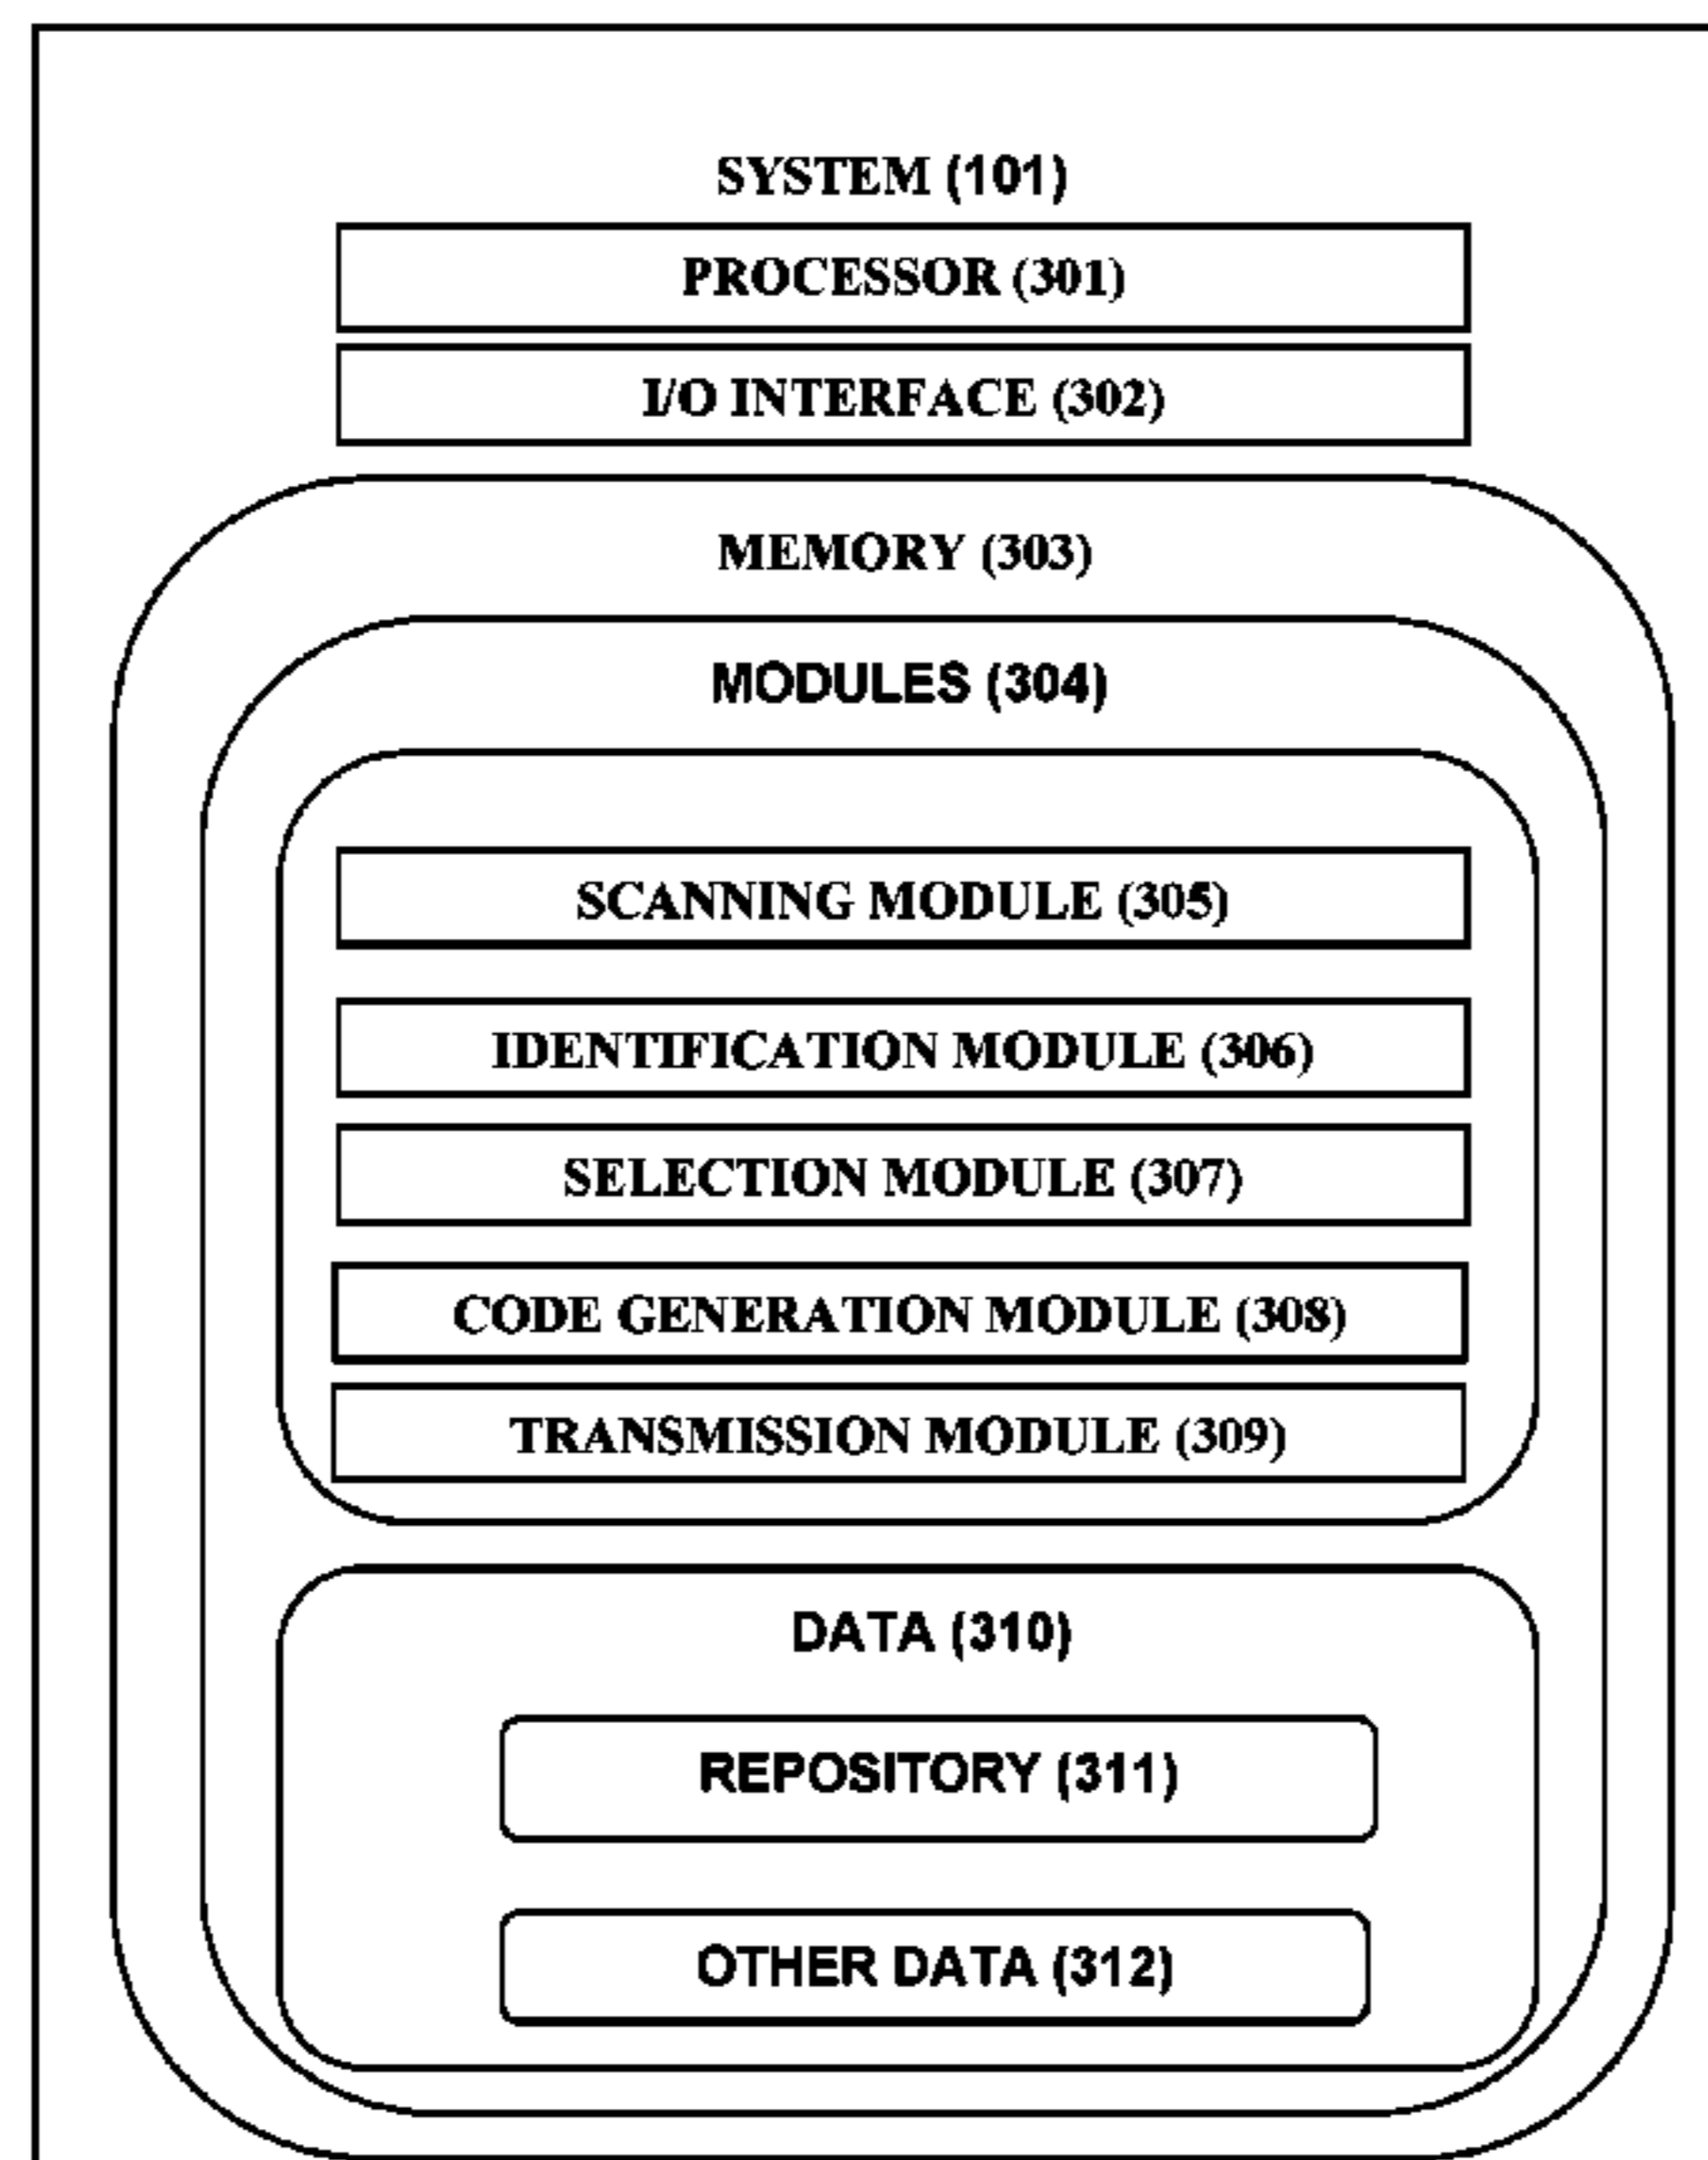 SYSTEM (101)
PROCESSOR (301)
I/O INTERFACE (302)
MEMORY (303)
MODULES (304)
SCANNING MODULE (305)
IDENTIFICATION MODULE (306)
SELECTION MODULE (307)
CODE GENERATION MODULE (308)
TRANSMISSION MODULE (309)
DATA (310)
REPOSITORY (311)
OTHER DATA (312)